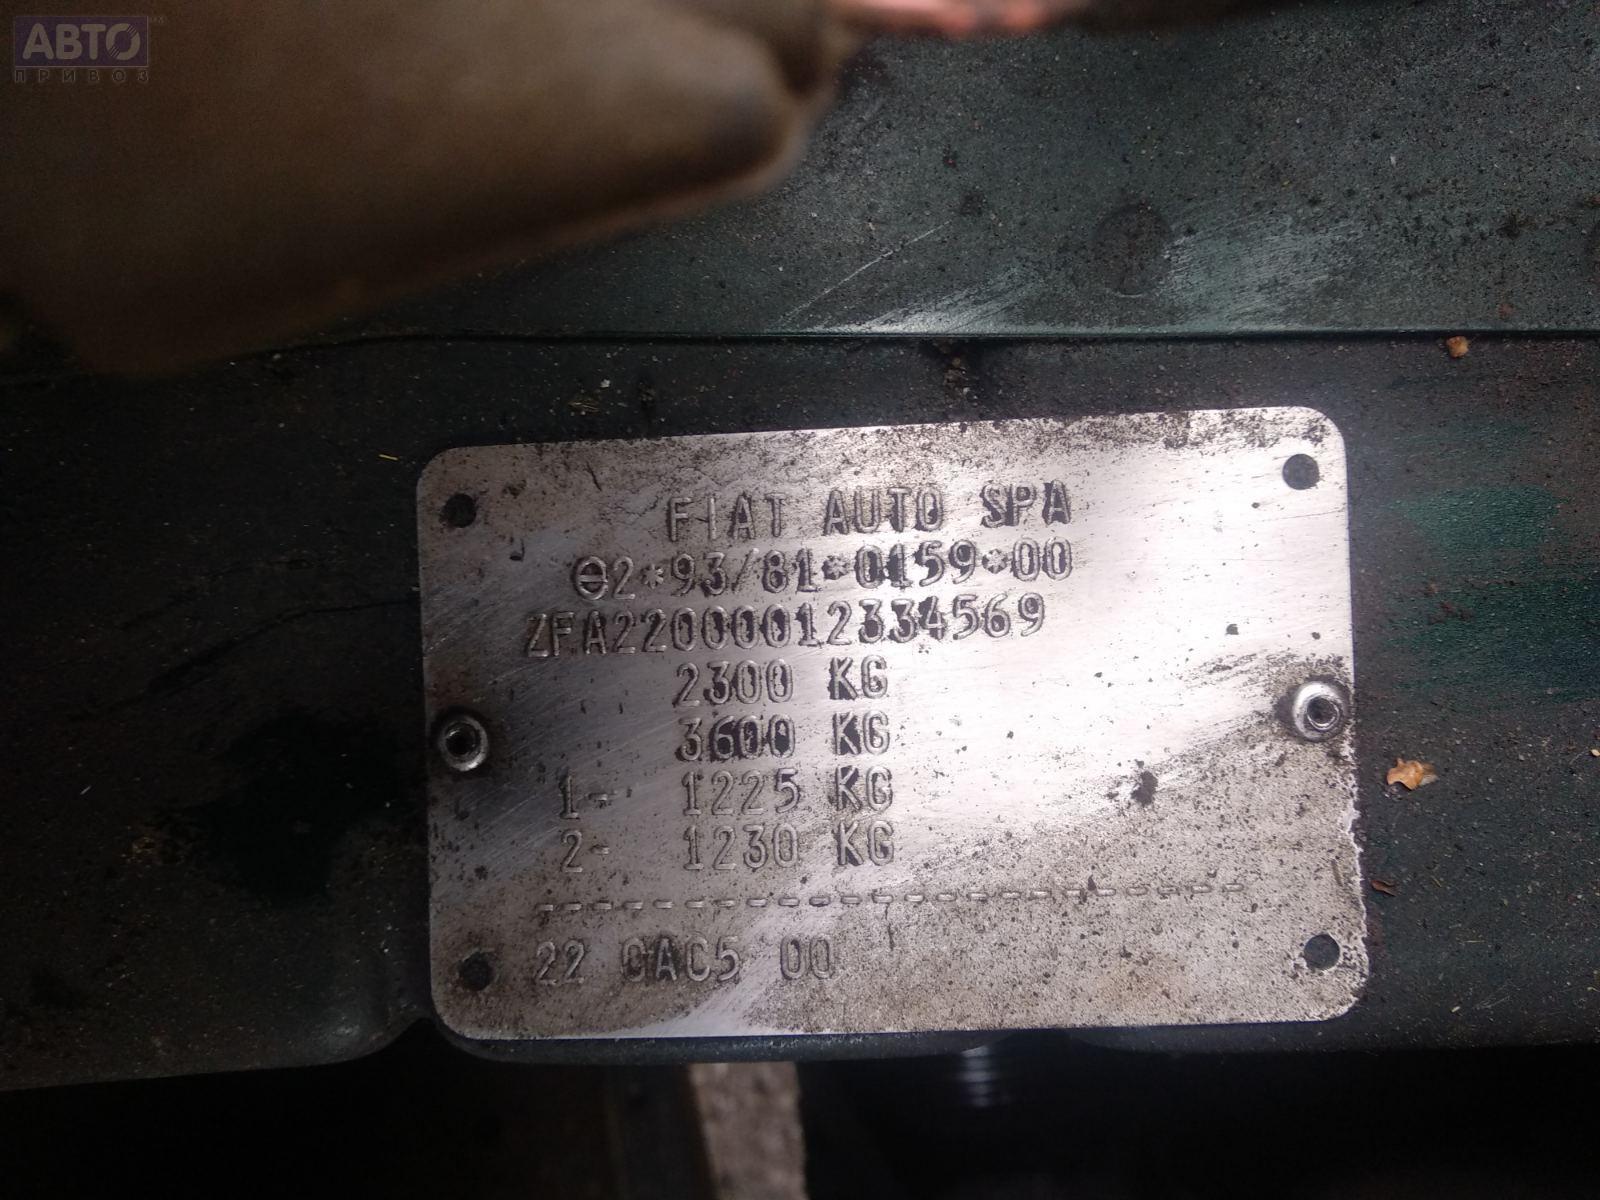 АВТО
ПРИВОЗ
FIAT AUTO SPA
Θ2*93/81*0159*00
ZFA22000012334569
2300 KG
3600 KG
1- 1225 KG
2- 1230 KG
-------------------------
22 0AC5 00